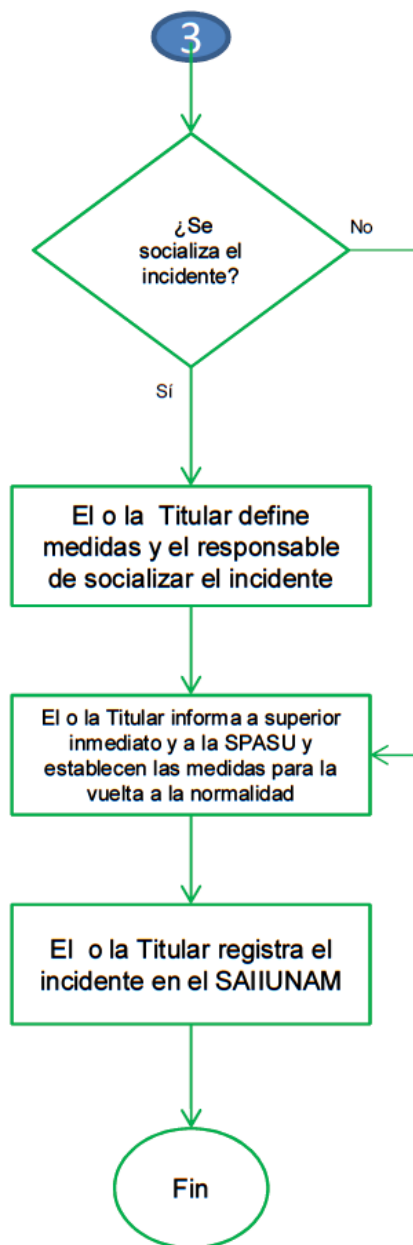 3
¿Se
socializa el
incidente?
No
Sí
El o la Titular define
medidas y el responsable
de socializar el incidente
El o la Titular informa a superior
inmediato y a la SPASU y
establecen las medidas para la
vuelta a la normalidad
El o la Titular registra el
incidente en el SAIIUNAM
Fin